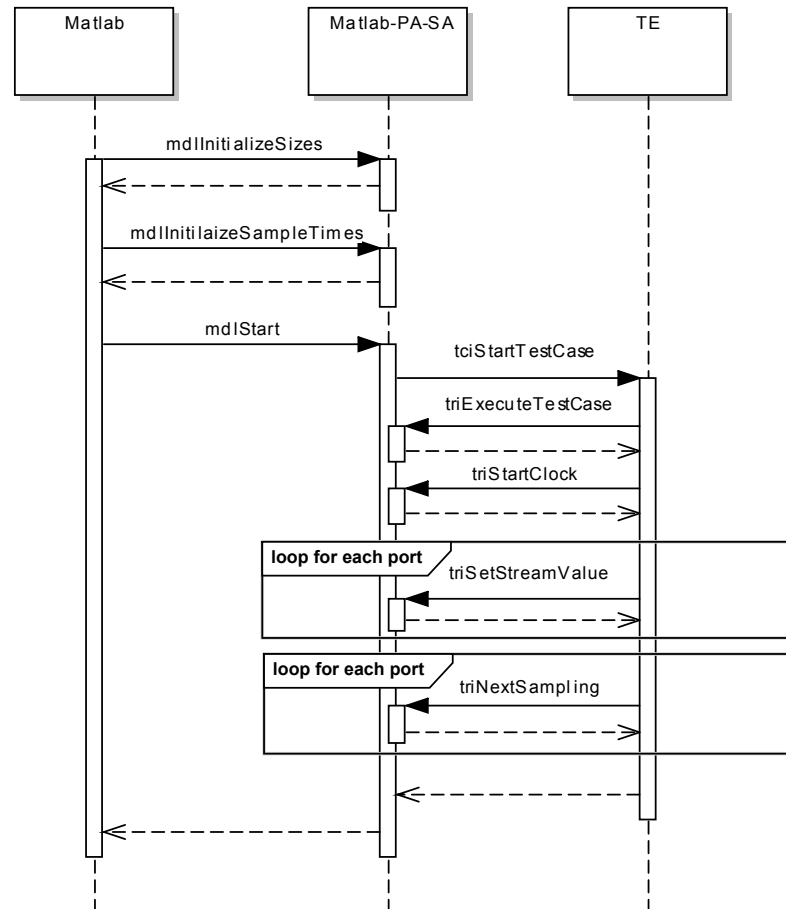 Matlab
Matlab-PA-SA
TE
mdlInitializeSizes
mdlInitilaizeSampleTimes
mdlStart
tciStartTestCase
triExecuteTestCase
triStartClock
loop for each port
triSetStreamValue
loop for each port
triNextSampling